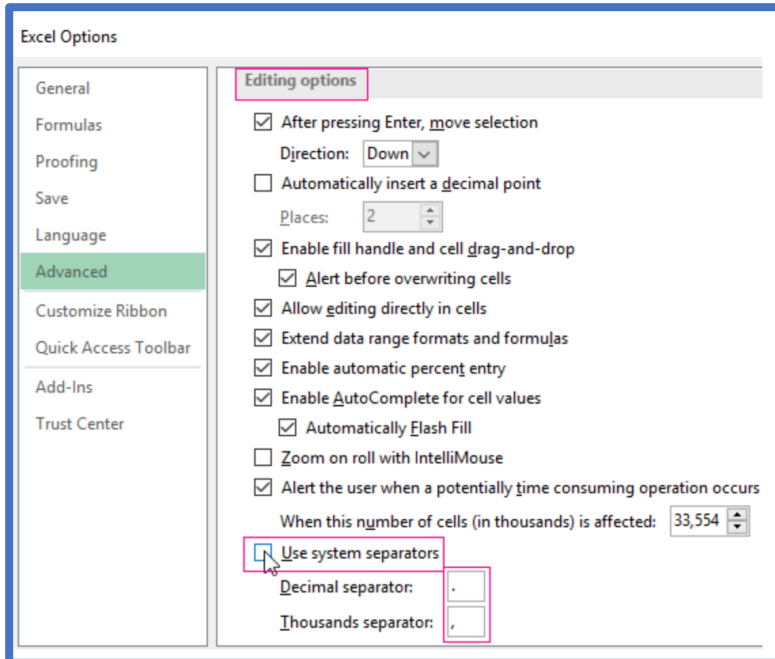 Excel Options
General
Formulas
Proofing
Save
Language
Advanced
Customize Ribbon
Quick Access Toolbar
Add-Ins
Trust Center
Editing options
After pressing Enter, move selection
Direction: Down
Automatically insert a decimal point
Places: 2
Enable fill handle and cell drag-and-drop
Alert before overwriting cells
Allow editing directly in cells
Extend data range formats and formulas
Enable automatic percent entry
Enable AutoComplete for cell values
Automatically Flash Fill
Zoom on roll with IntelliMouse
Alert the user when a potentially time consuming operation occurs
When this number of cells (in thousands) is affected: 33,554
Use system separators
Decimal separator: .
Thousands separator: ,